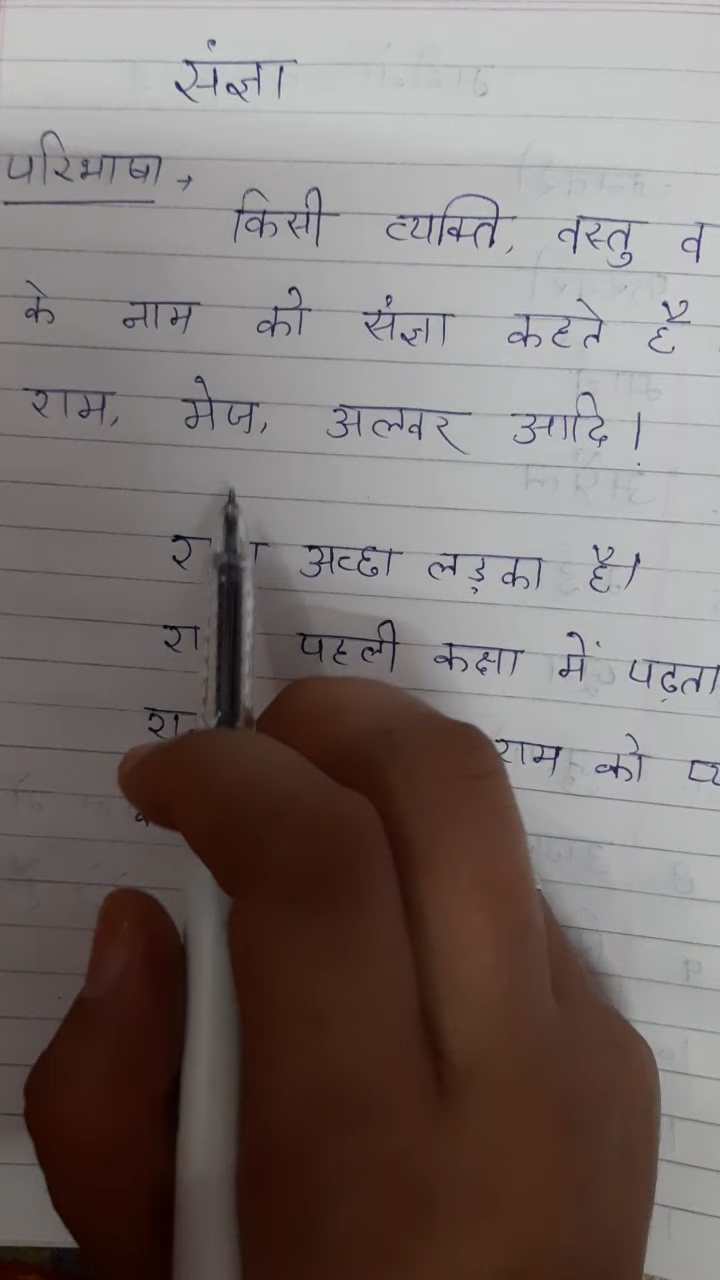 संज्ञा
परिभाषा →
किसी व्यक्ति, वस्तु व
के नाम को संज्ञा कहते है
राम, मेज, अलवर आदि।
अच्छा लड़का है।
पहली कक्षा में पढ़ता
राम को